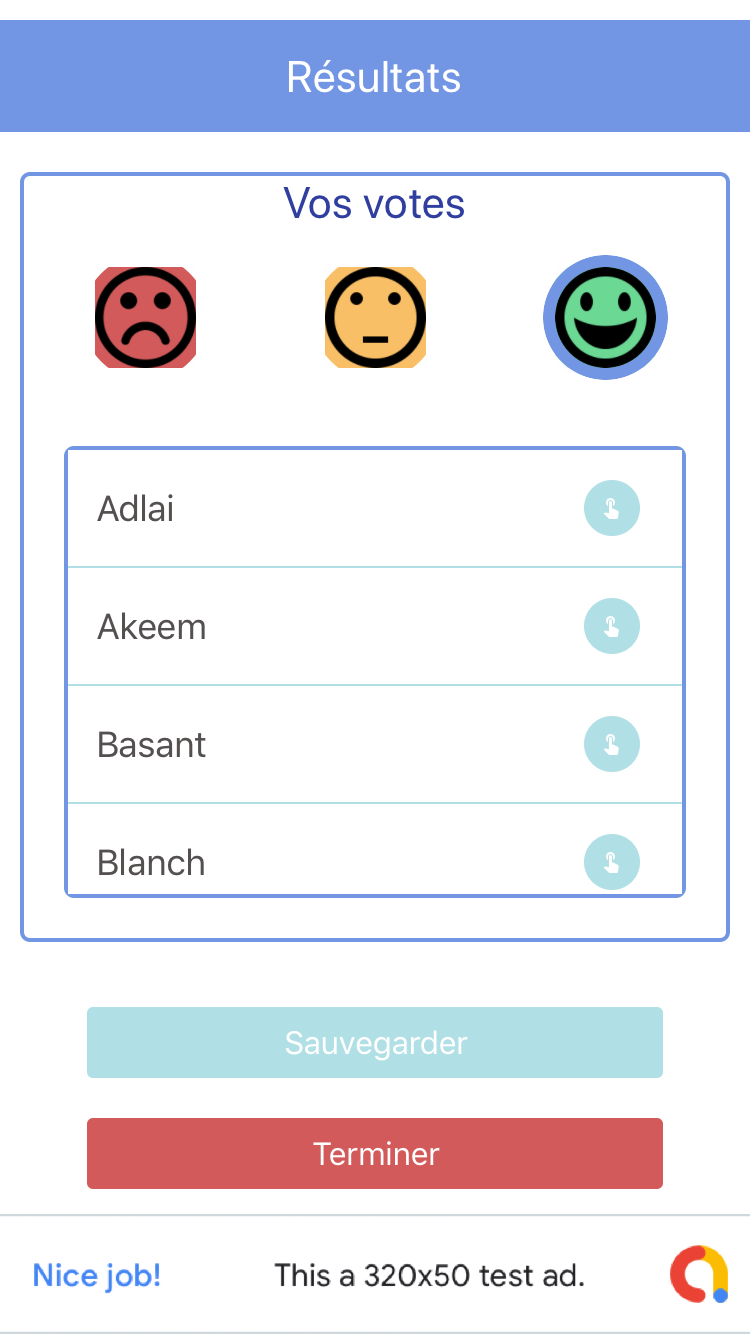 Résultats
Vos votes
Adlai
Akeem
Basant
Blanch
Sauvegarder
Terminer
Nice job!
This a 320x50 test ad.